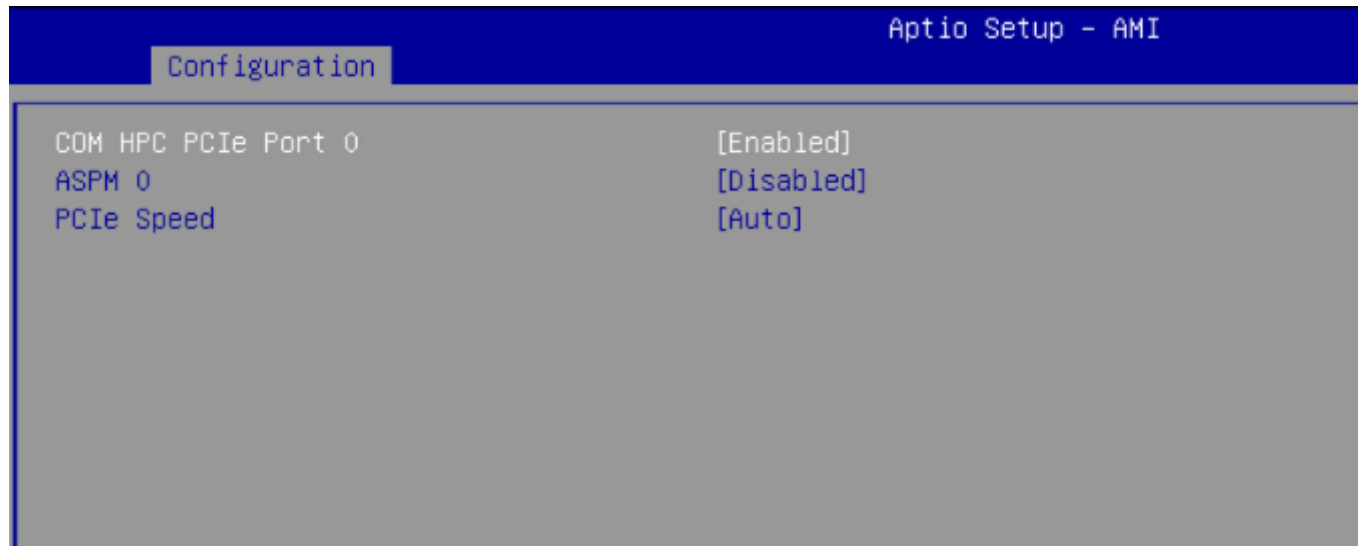 Aptio Setup - AMI
Configuration
COM HPC PCIe Port 0 [Enabled]
ASPM 0 [Disabled]
PCIe Speed [Auto]